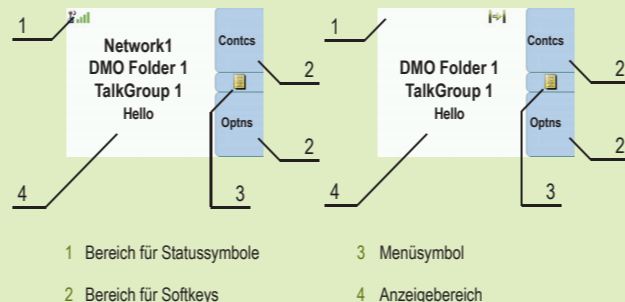 1
Network1
DMO Folder 1
TalkGroup 1
Hello
Contcs
2
Optns
2
4
3
1
DMO Folder 1
TalkGroup 1
Hello
Contcs
2
Optns
2
4
3
1 Bereich für Statussymbole
2 Bereich für Softkeys
3 Menüsymbol
4 Anzeigebereich